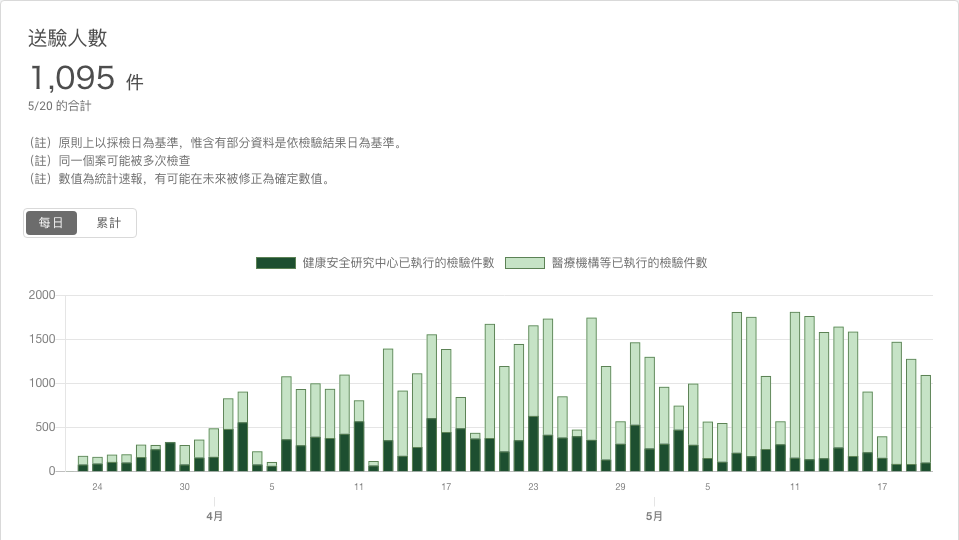 送驗人數
1,095 件
5/20 的合計
（註）原則上以採檢日為基準，惟含有部分資料是依檢驗結果日為基準。
（註）同一個案可能被多次檢查
（註）數值為統計速報，有可能在未來被修正為確定數值。
每日 累計
健康安全研究中心已執行的檢驗件數 醫療機構等已執行的檢驗件數
2000
1500
1000
500
0
24 30 5 11 17 23 29 5 11 17
4月 5月